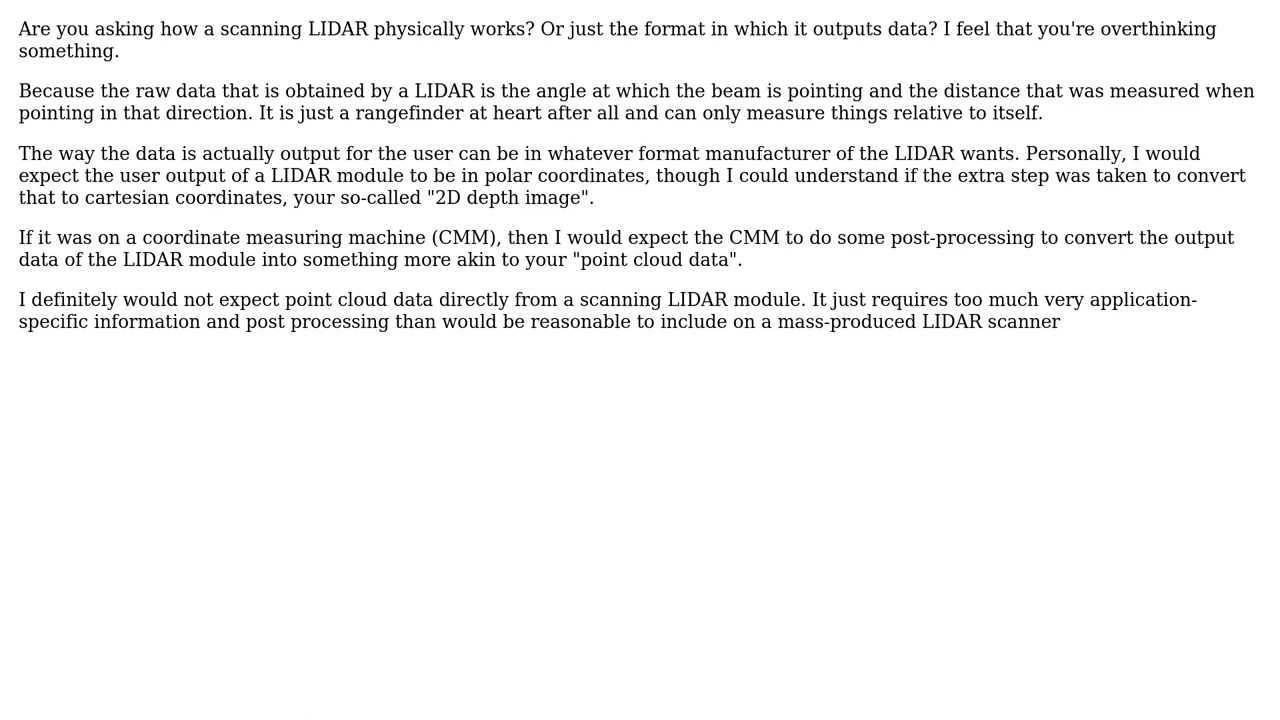 Are you asking how a scanning LIDAR physically works? Or just the format in which it outputs data? I feel that you're overthinking
something.
Because the raw data that is obtained by a LIDAR is the angle at which the beam is pointing and the distance that was measured when
pointing in that direction. It is just a rangefinder at heart after all and can only measure things relative to itself.
The way the data is actually output for the user can be in whatever format manufacturer of the LIDAR wants. Personally, I would
expect the user output of a LIDAR module to be in polar coordinates, though I could understand if the extra step was taken to convert
that to cartesian coordinates, your so-called "2D depth image".
If it was on a coordinate measuring machine (CMM), then I would expect the CMM to do some post-processing to convert the output
data of the LIDAR module into something more akin to your "point cloud data".
I definitely would not expect point cloud data directly from a scanning LIDAR module. It just requires too much very application-
specific information and post processing than would be reasonable to include on a mass-produced LIDAR scanner